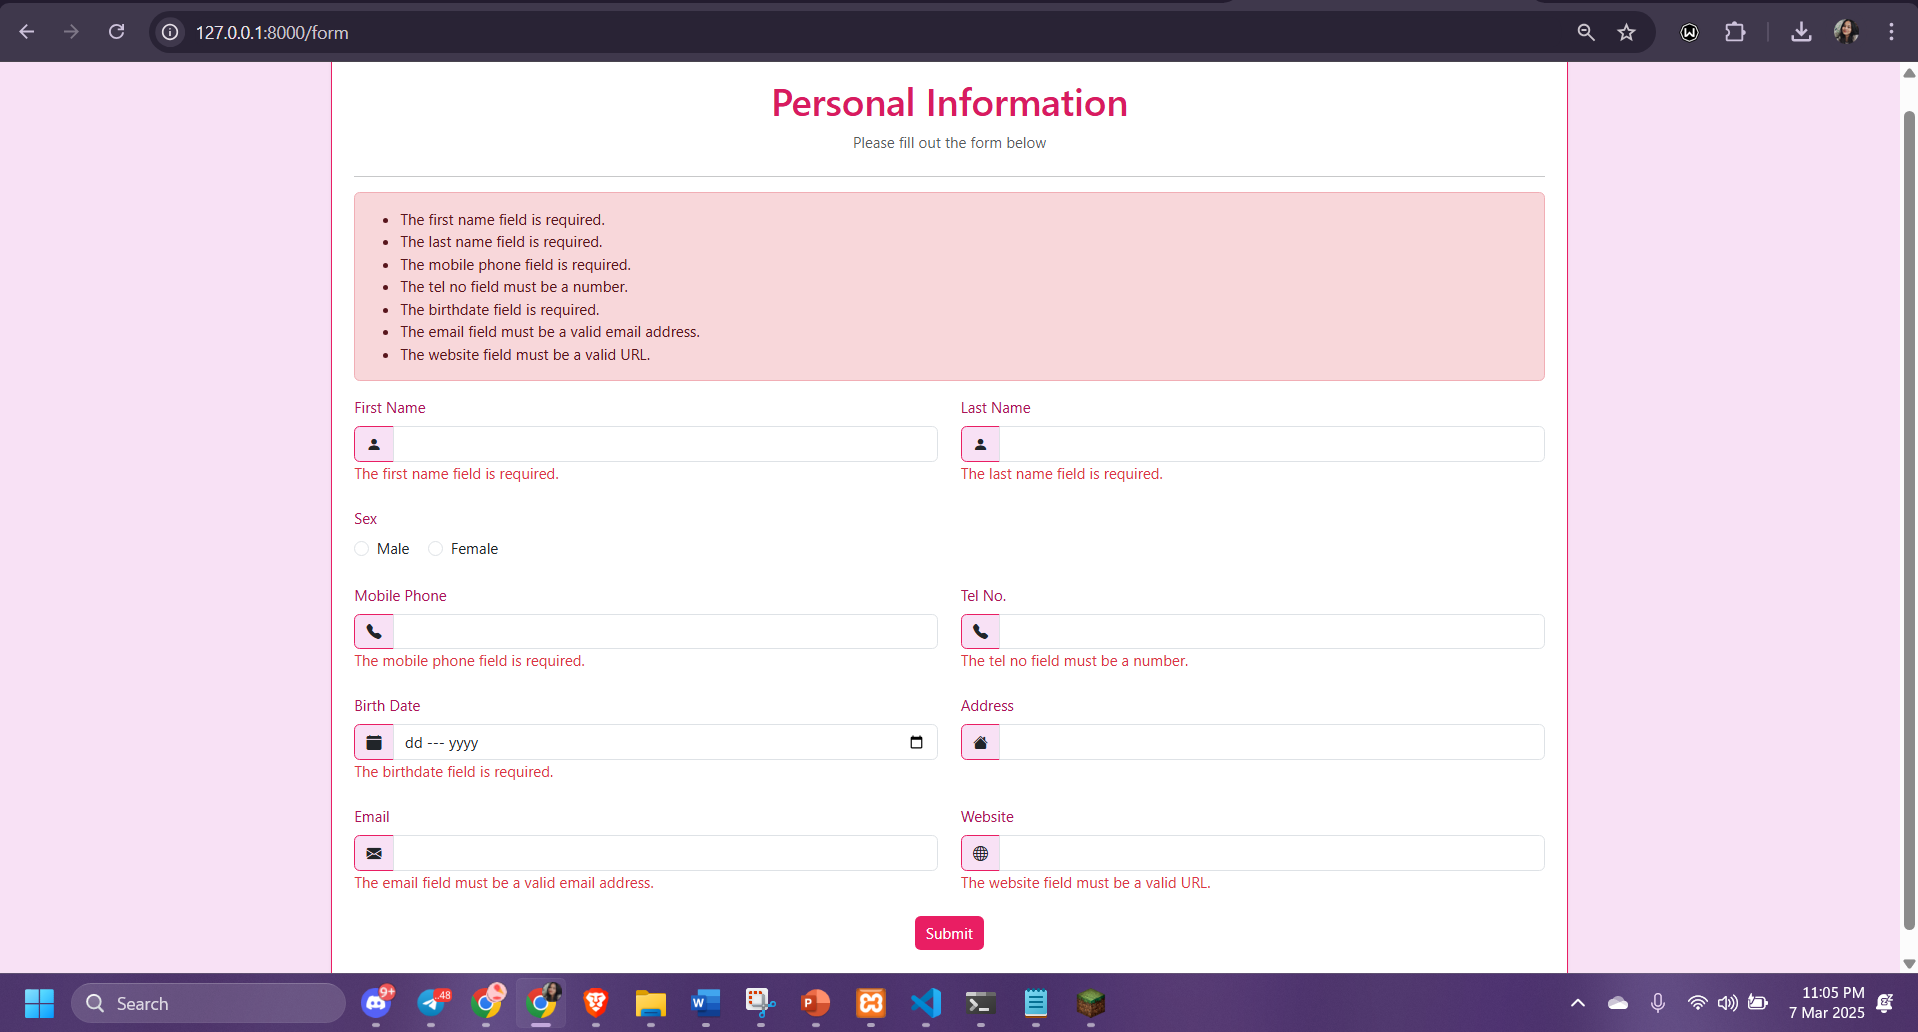 127.0.0.1:8000/form
Personal Information
Please fill out the form below
The first name field is required.
The last name field is required.
The mobile phone field is required.
The tel no field must be a number.
The birthdate field is required.
The email field must be a valid email address.
The website field must be a valid URL.
First Name
Last Name
The first name field is required.
The last name field is required.
Sex
Male
Female
Mobile Phone
Tel No.
The mobile phone field is required.
The tel no field must be a number.
Birth Date
Address
dd --- yyyy
The birthdate field is required.
Email
Website
The email field must be a valid email address.
The website field must be a valid URL.
Submit
Search
9+
..48
11:05 PM
7 Mar 2025